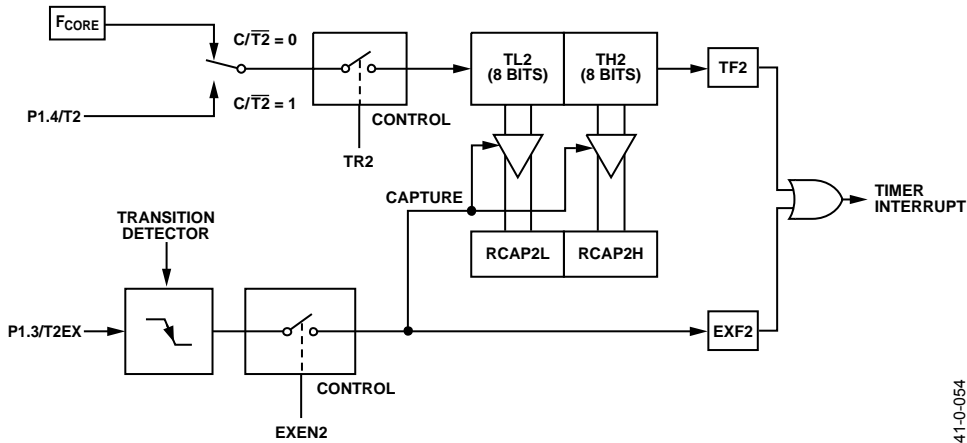 FCORE
C/T2 = 0
C/T2 = 1
P1.4/T2
CONTROL
TR2
TL2
(8 BITS)
TH2
(8 BITS)
TF2
CAPTURE
TRANSITION
DETECTOR
RCAP2L
RCAP2H
TIMER
INTERRUPT
P1.3/T2EX
EXF2
CONTROL
EXEN2
41-0-054